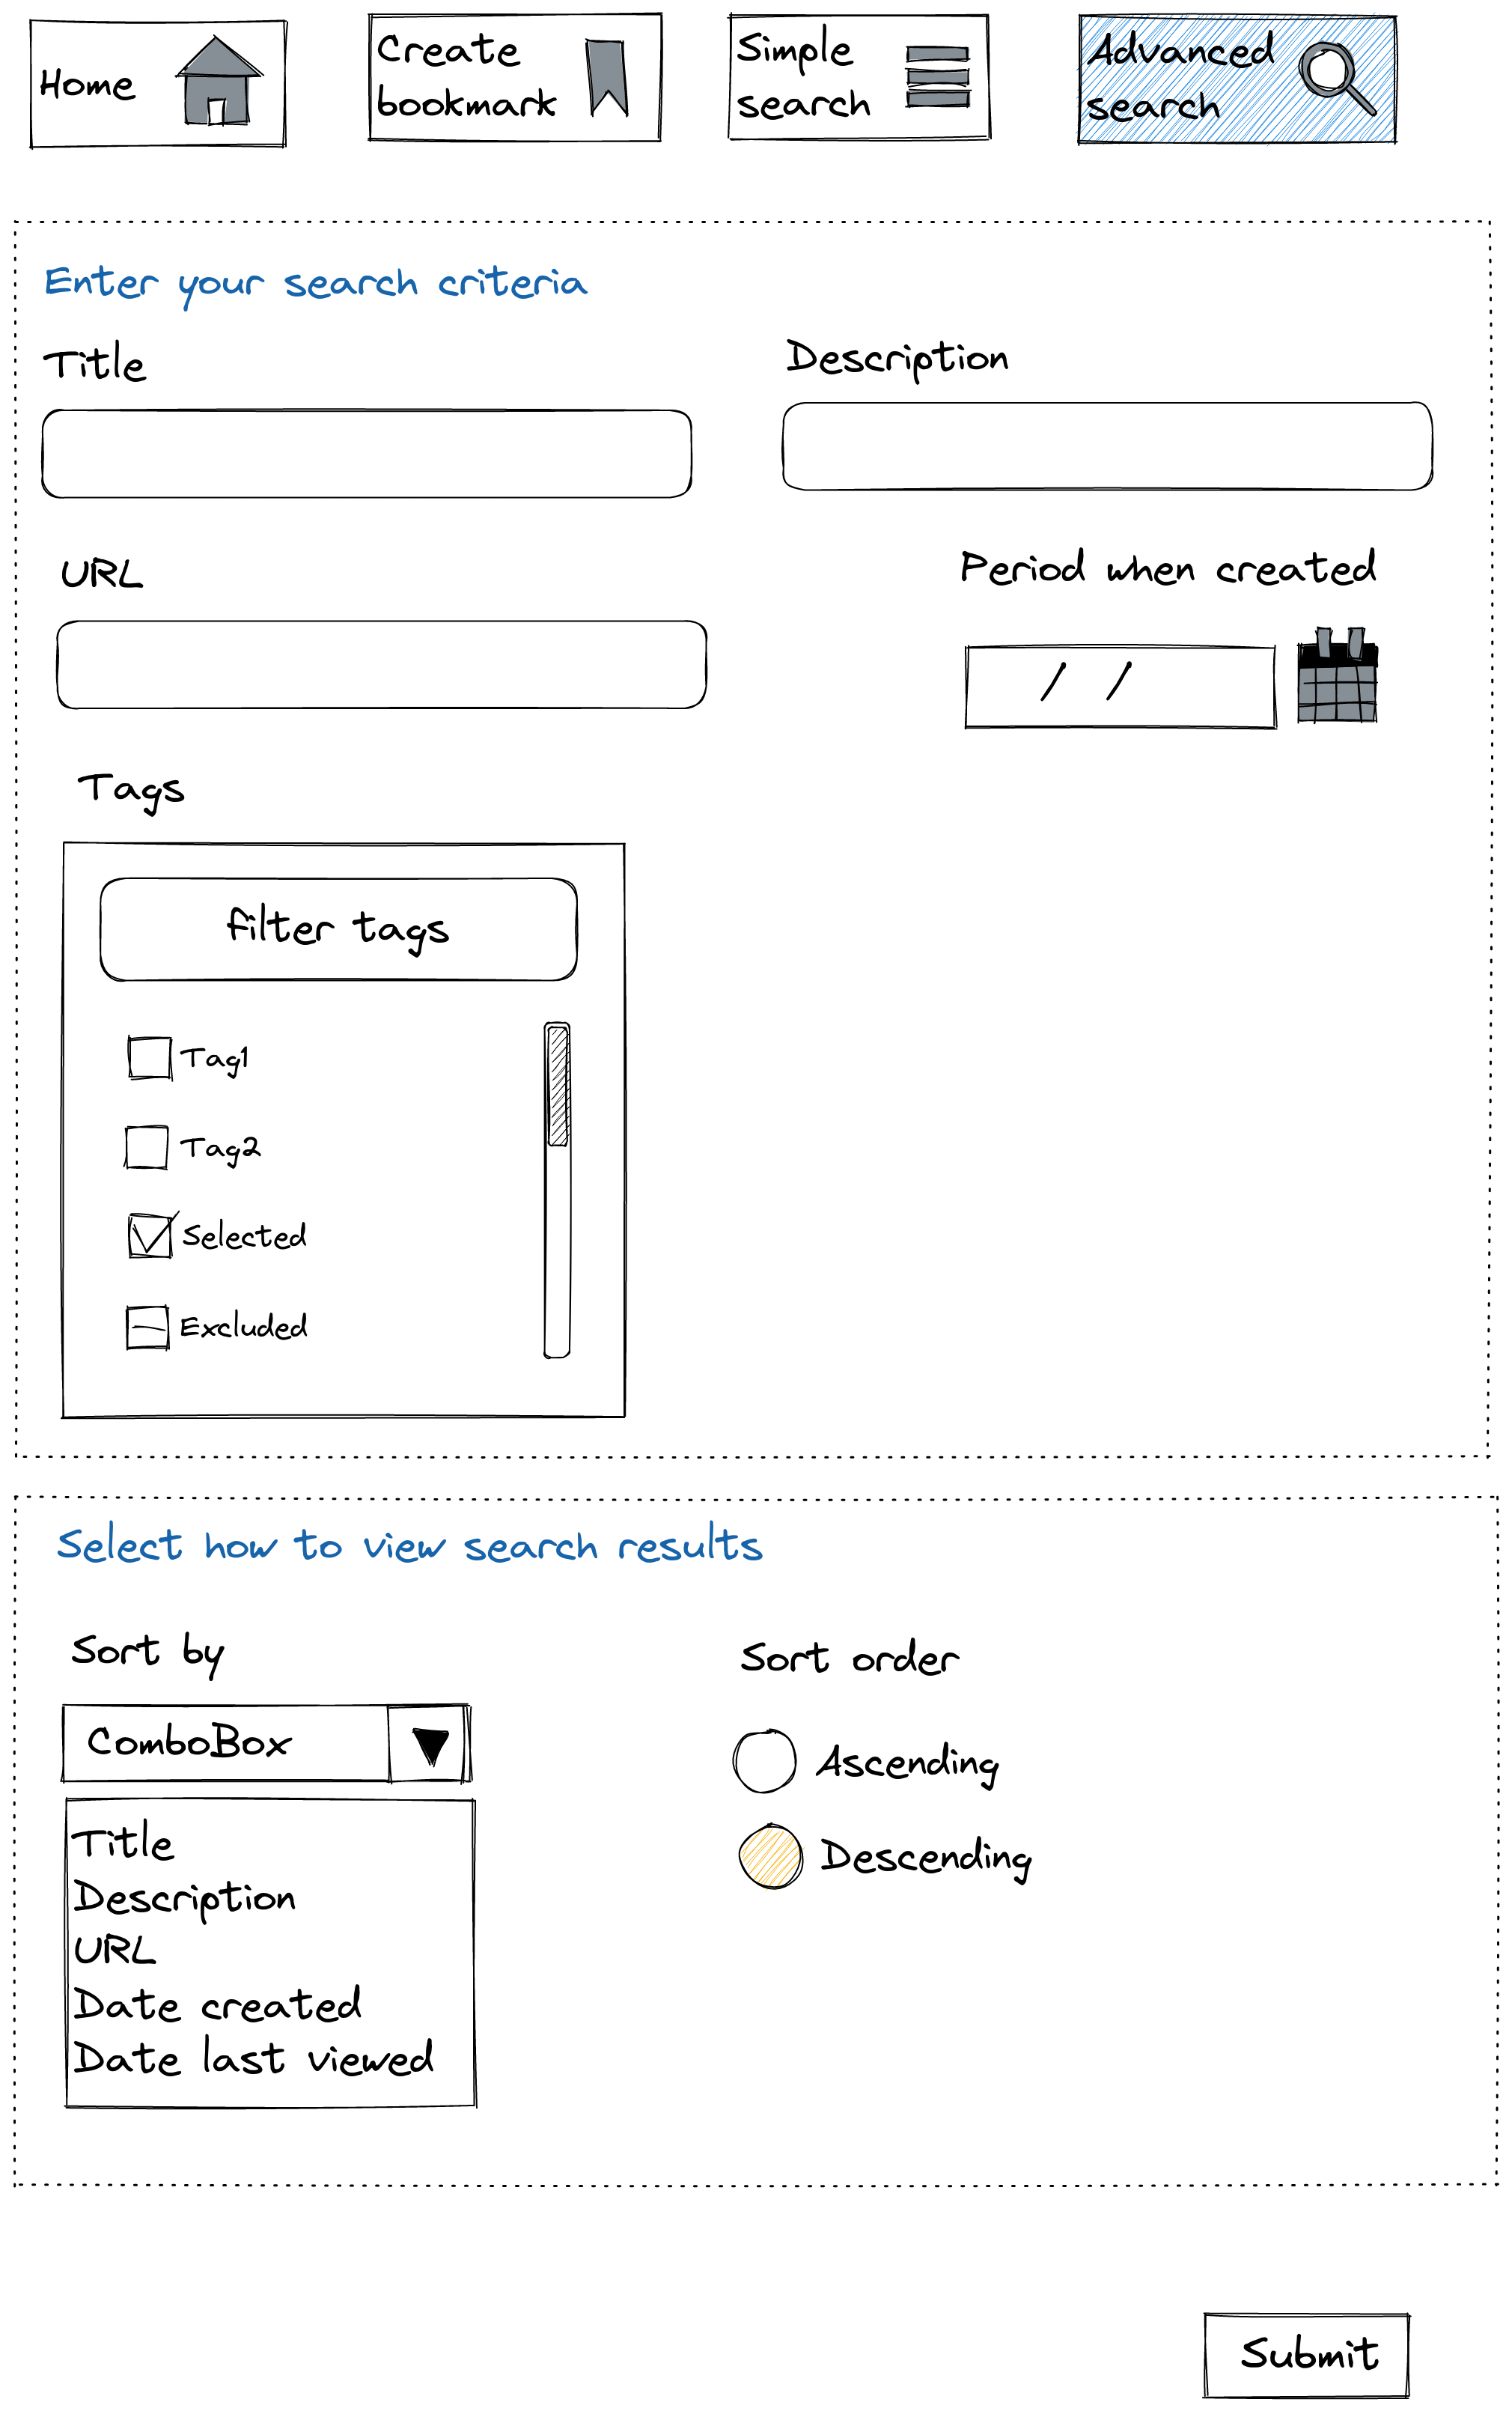 Home
Create
bookmark
Simple
search
Advanced
search
Enter your search criteria
Title
Description
URL
Period when created
/ /
Tags
filter tags
Tag1
Tag2
Selected
Excluded
Select how to view search results
Sort by
Sort order
ComboBox
Ascending
Descending
Title
Description
URL
Date created
Date last viewed
Submit